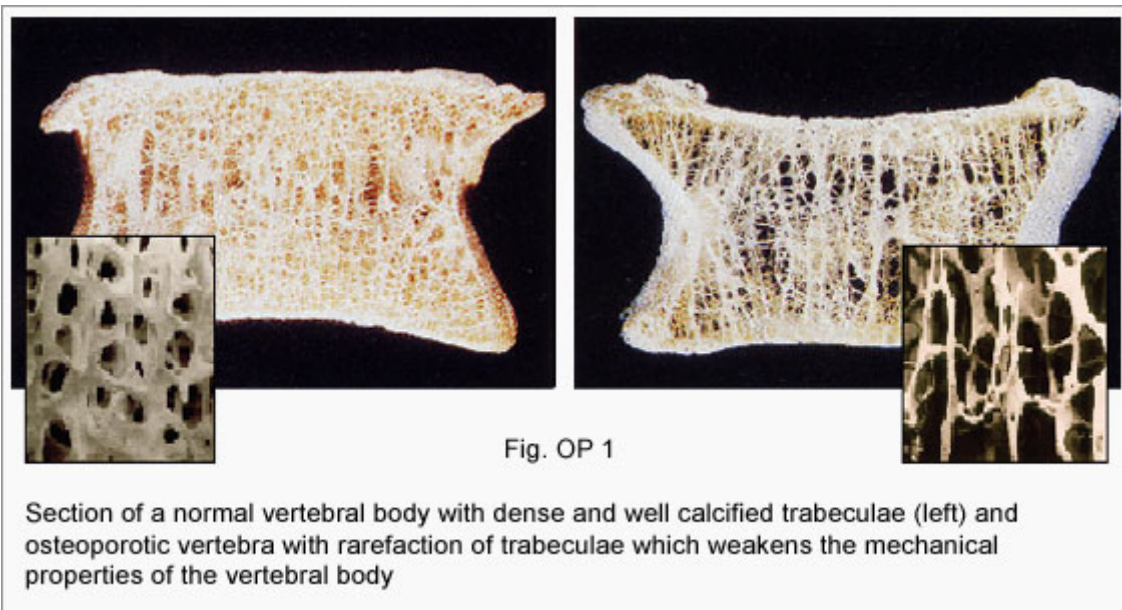 Fig. OP 1
Section of a normal vertebral body with dense and well calcified trabeculae (left) and
osteoporotic vertebra with rarefaction of trabeculae which weakens the mechanical
properties of the vertebral body